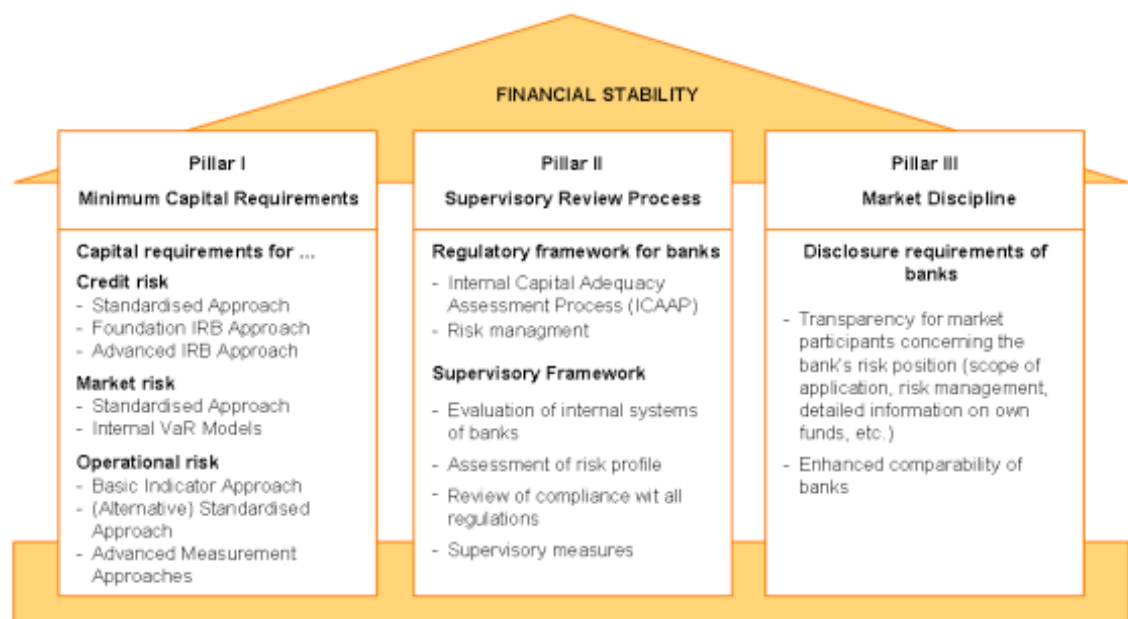 FINANCIAL STABILITY
Pillar I
Minimum Capital Requirements
Capital requirements for ...
Credit risk
- Standardised Approach
- Foundation IRB Approach
- Advanced IRB Approach
Market risk
- Standardised Approach
- Internal VaR Models
Operational risk
- Basic Indicator Approach
- (Alternative) Standardised
Approach
- Advanced Measurement
Approaches
Pillar II
Supervisory Review Process
Regulatory framework for banks
- Internal Capital Adequacy
Assessment Process (ICAAP)
- Risk managment
Supervisory Framework
- Evaluation of internal systems
of banks
- Assessment of risk profile
- Review of compliance wit all
regulations
- Supervisory measures
Pillar III
Market Discipline
Disclosure requirements of
banks
- Transparency for market
participants concerning the
bank's risk position (scope of
application, risk management,
detailed information on own
funds, etc.)
- Enhanced comparability of
banks